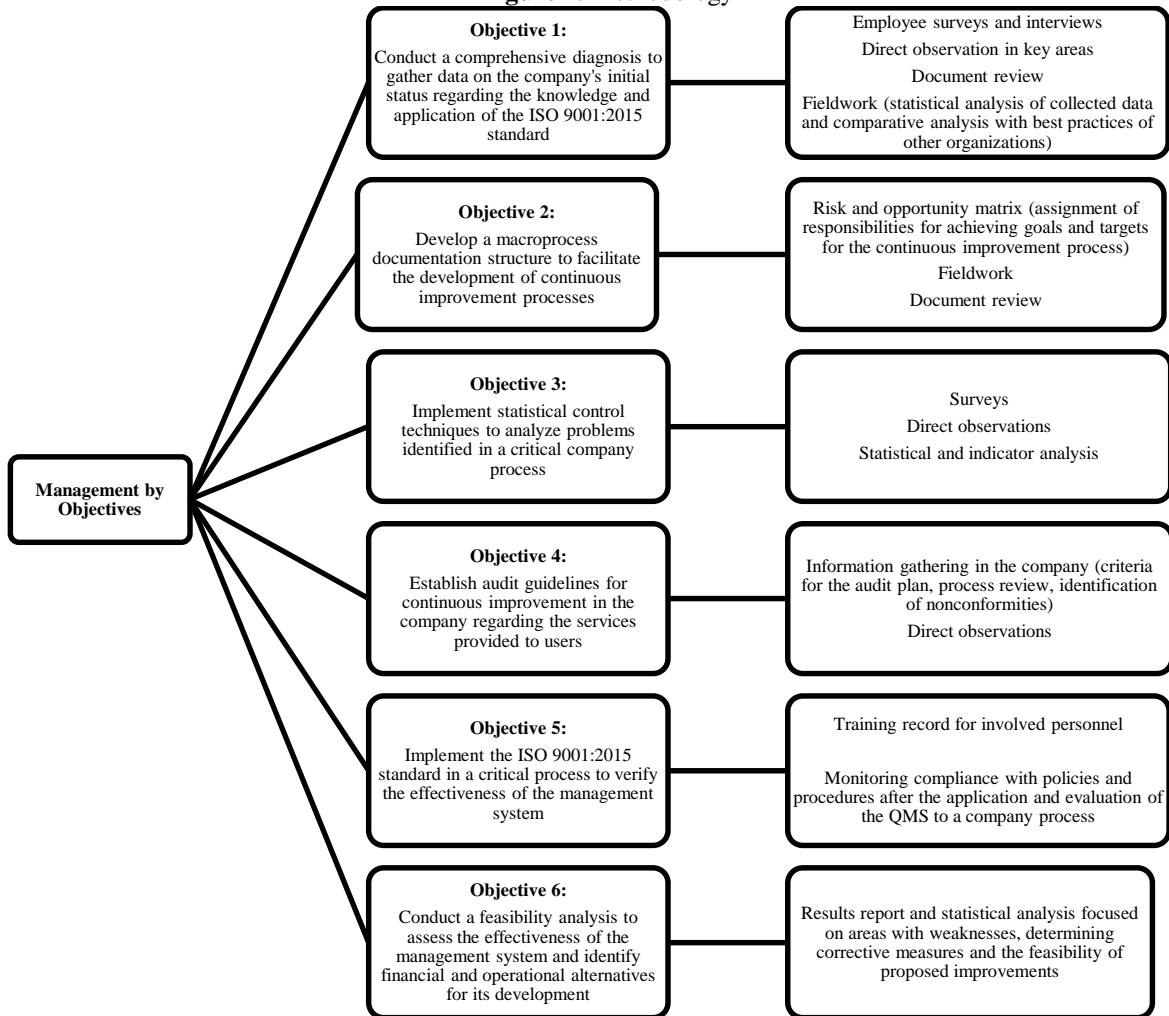 Objective 1:
Conduct a comprehensive diagnosis to
gather data on the company's initial
status regarding the knowledge and
application of the ISO 9001:2015
standard
Employee surveys and interviews
Direct observation in key areas
Document review
Fieldwork (statistical analysis of collected data
and comparative analysis with best practices of
other organizations)
Objective 2:
Develop a macroprocess
documentation structure to facilitate
the development of continuous
improvement processes
Risk and opportunity matrix (assignment of
responsibilities for achieving goals and targets
for the continuous improvement process)
Fieldwork
Document review
Objective 3:
Implement statistical control
techniques to analyze problems
identified in a critical company
process
Surveys
Direct observations
Statistical and indicator analysis
Management by
Objectives
Objective 4:
Establish audit guidelines for
continuous improvement in the
company regarding the services
provided to users
Information gathering in the company (criteria
for the audit plan, process review, identification
of nonconformities)
Direct observations
Objective 5:
Implement the ISO 9001:2015
standard in a critical process to verify
the effectiveness of the management
system
Training record for involved personnel
Monitoring compliance with policies and
procedures after the application and evaluation of
the QMS to a company process
Objective 6:
Conduct a feasibility analysis to
assess the effectiveness of the
management system and identify
financial and operational alternatives
for its development
Results report and statistical analysis focused
on areas with weaknesses, determining
corrective measures and the feasibility of
proposed improvements